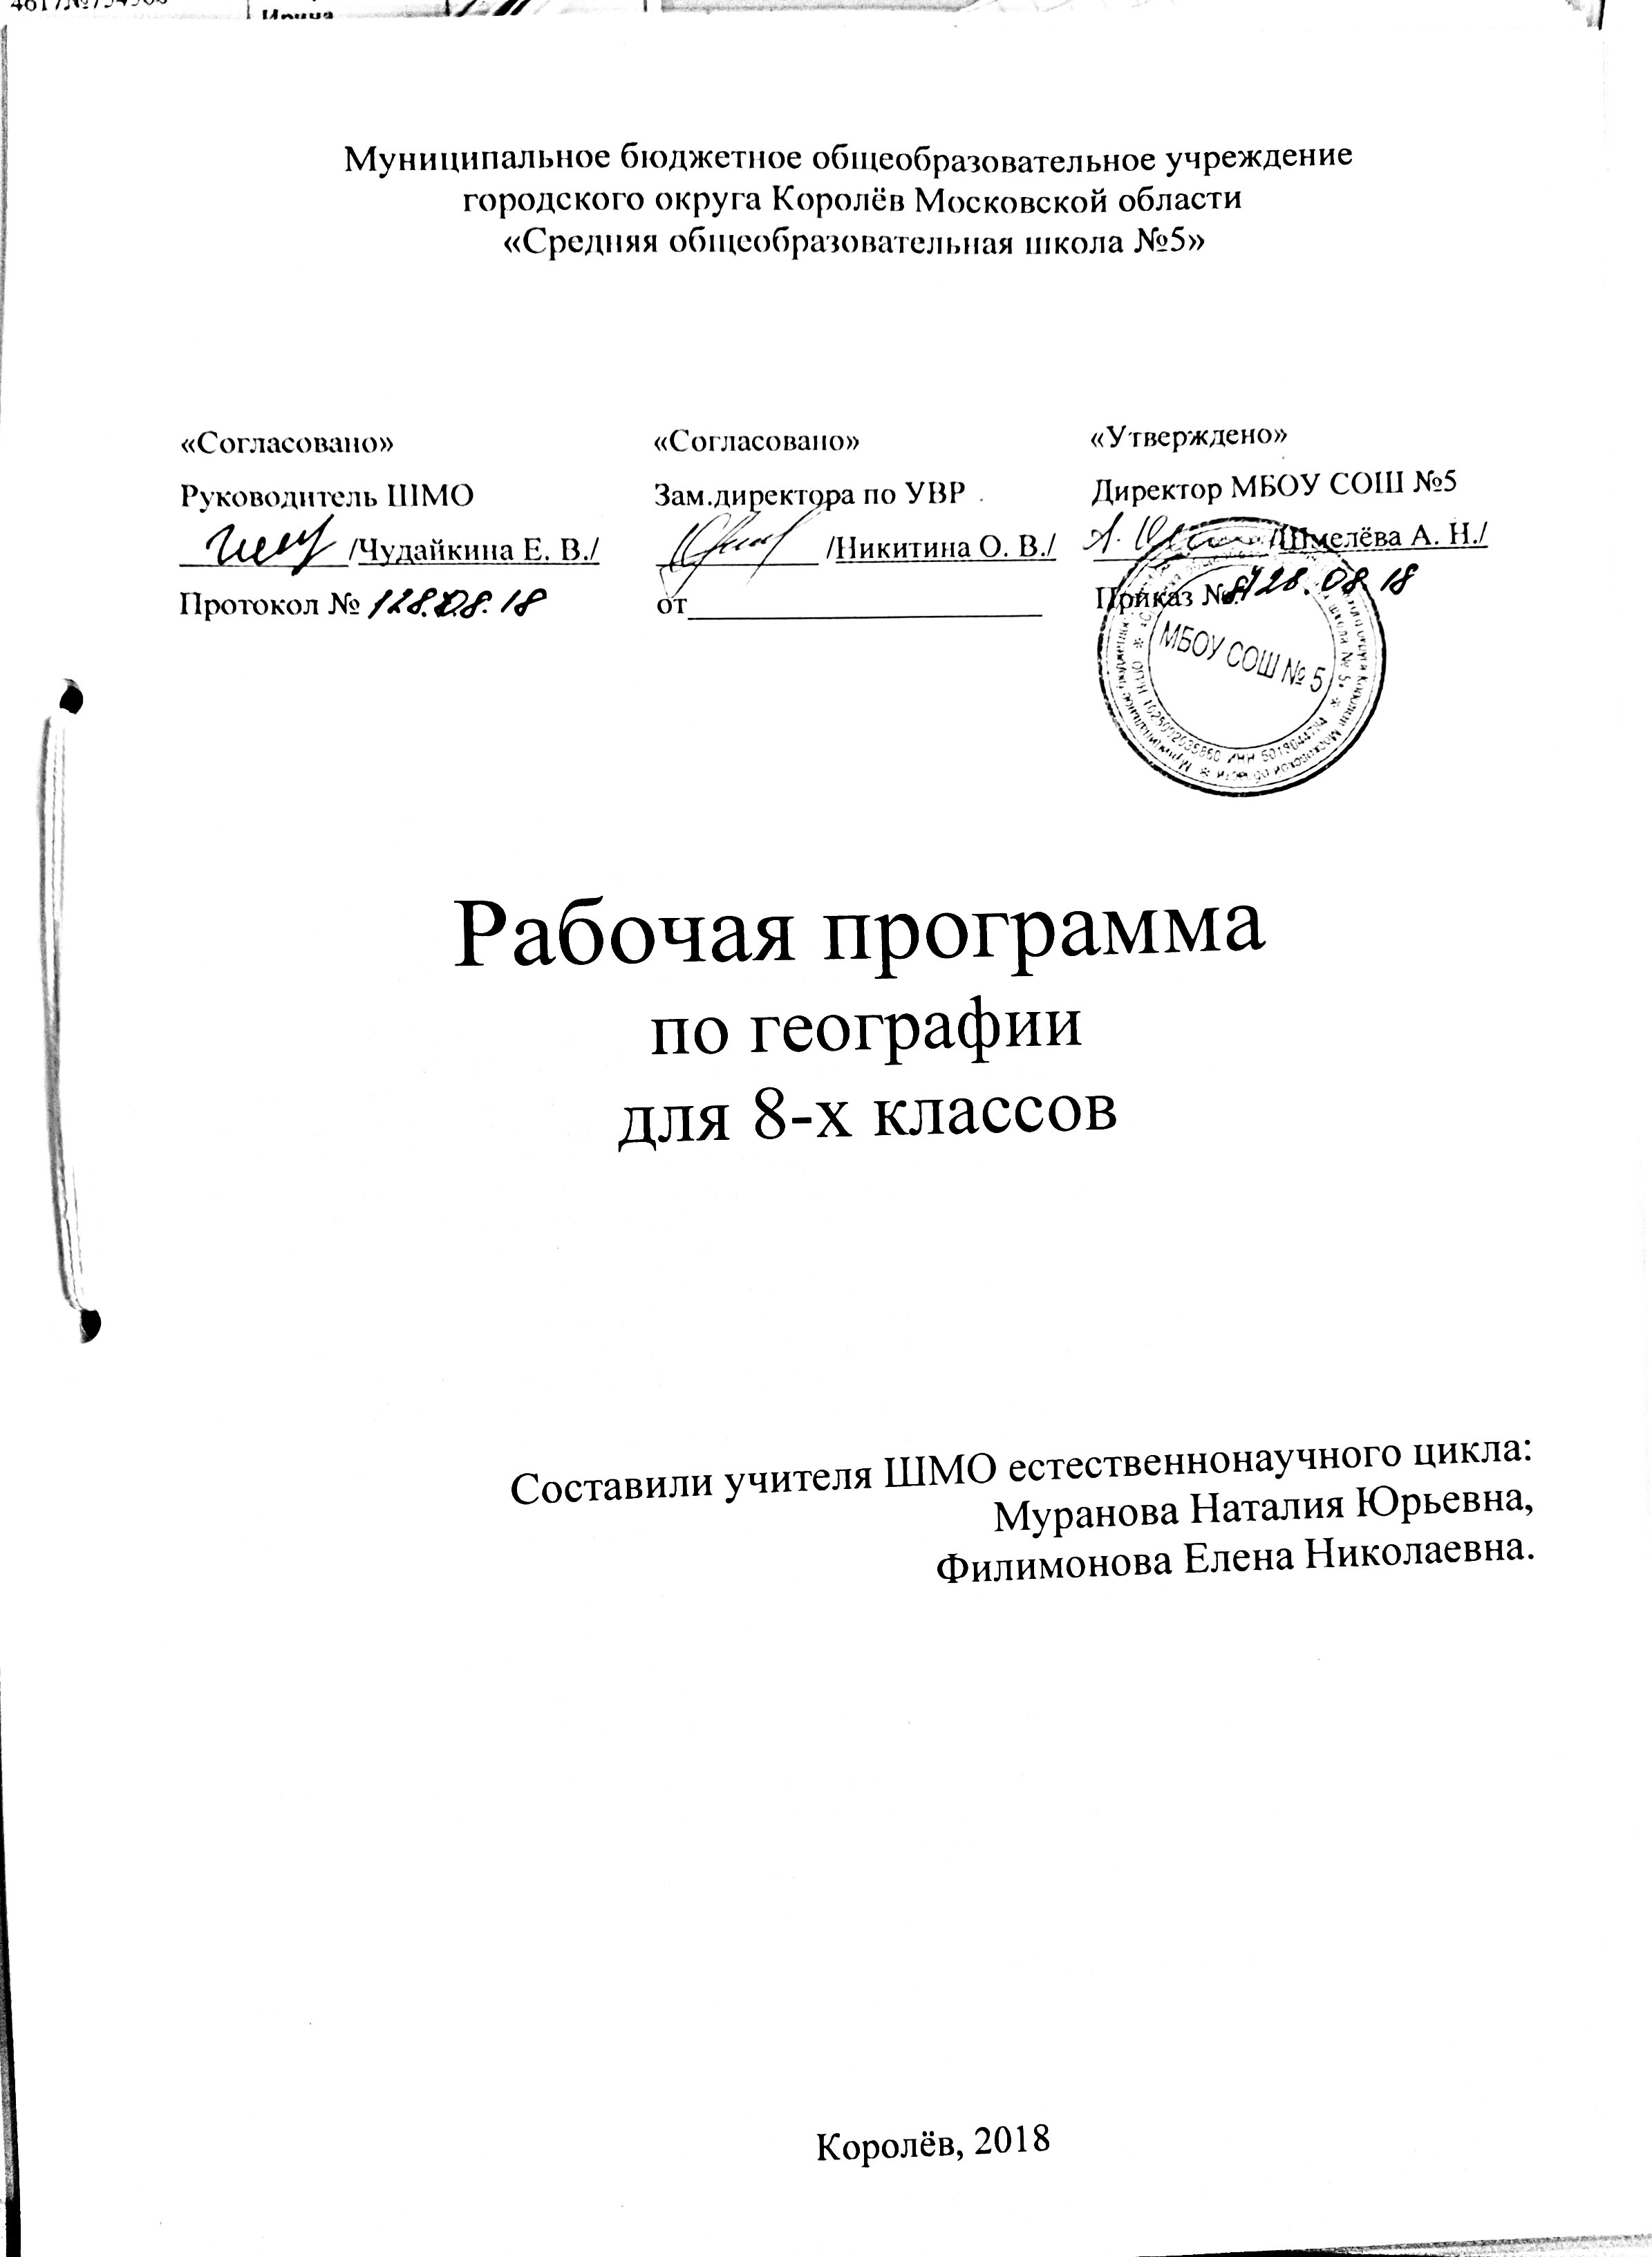 Ирина
Муниципальное бюджетное общеобразовательное учреждение
городского округа Королёв Московской области
«Средняя общеобразовательная школа №5»
«Согласовано»
Руководитель ШМО
/Чудайкина Е. В./
Протокол № 1 28.08.18
«Согласовано»
Зам.директора по УВР
/Никитина О. В./
от
«Утверждено»
Директор МБОУ СОШ №5
/Шмелёва А. Н./
Приказ № 28.08.18
МБОУ СОШ № 5
Рабочая программа
по географии
для 8-х классов
Составили учителя ШМО естественнонаучного цикла:
Муранова Наталия Юрьевна,
Филимонова Елена Николаевна.
Королёв, 2018